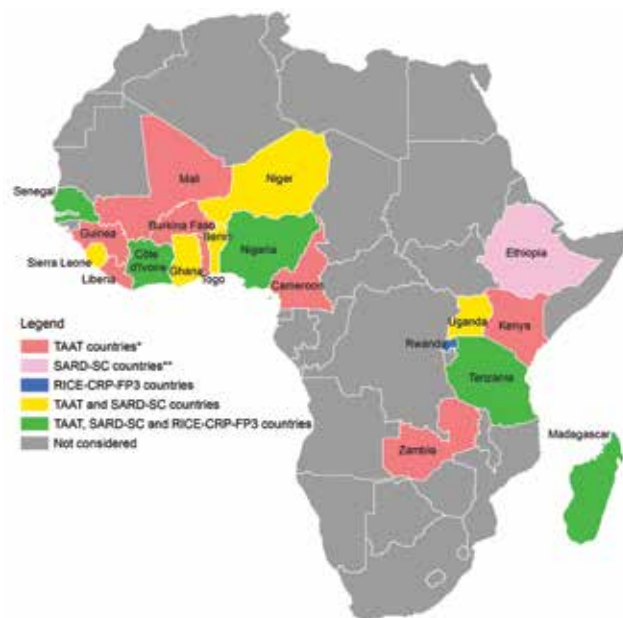 Mali
Niger
Senegal
Burkina Faso
Guinea
Benin
Nigeria
Côte
d'Ivoire
Ethiopia
Sierra Leone
Ghana
Liberia
Togo
Cameroon
Legend
TAAT countries*
SARD-SC countries**
RICE-CRP-FP3 countries
TAAT and SARD-SC countries
TAAT, SARD-SC and RICE-CRP-FP3 countries
Not considered
Uganda
Kenya
Rwanda
Tanzania
Madagascar
Zambia